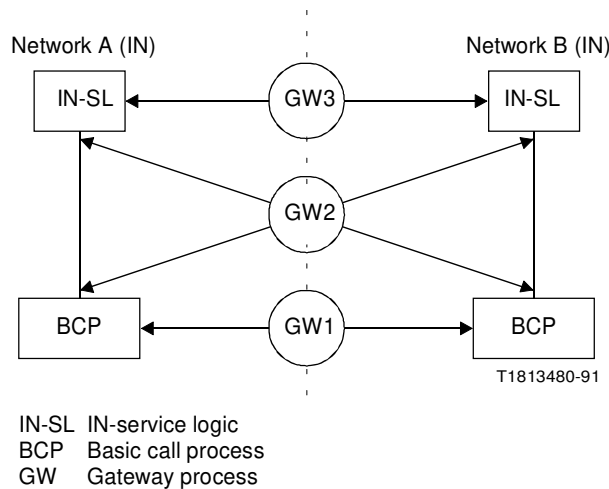 Network A (IN)
Network B (IN)
IN-SL
GW3
IN-SL
GW2
BCP
GW1
BCP
T1813480-91
IN-SL IN-service logic
BCP Basic call process
GW Gateway process